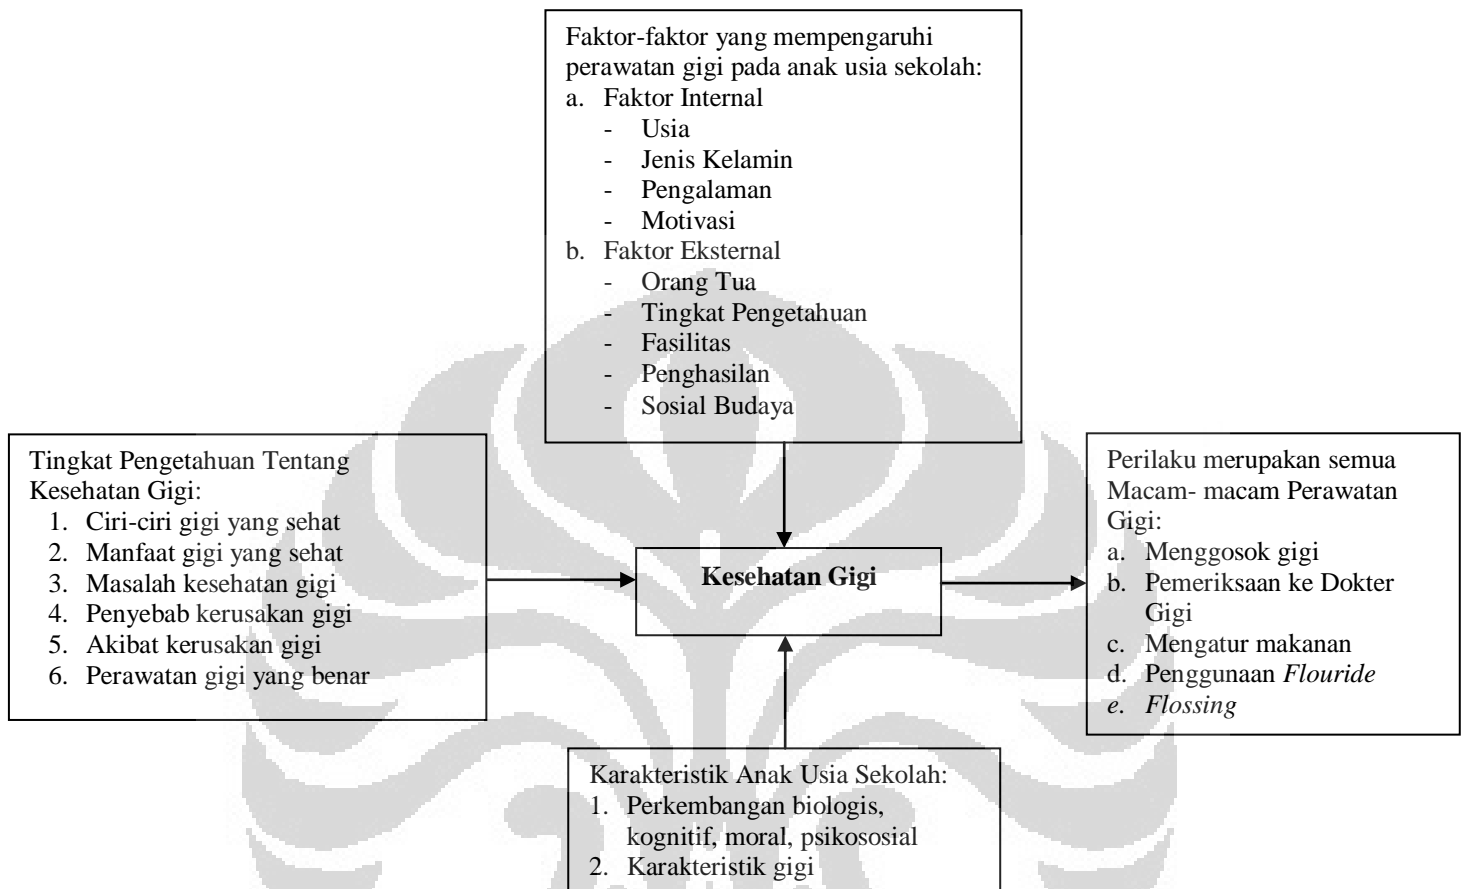 Faktor-faktor yang mempengaruhi
perawatan gigi pada anak usia sekolah:
a. Faktor Internal
- Usia
- Jenis Kelamin
- Pengalaman
- Motivasi
b. Faktor Eksternal
- Orang Tua
- Tingkat Pengetahuan
- Fasilitas
- Penghasilan
- Sosial Budaya
Tingkat Pengetahuan Tentang
Kesehatan Gigi:
1. Ciri-ciri gigi yang sehat
2. Manfaat gigi yang sehat
3. Masalah kesehatan gigi
4. Penyebab kerusakan gigi
5. Akibat kerusakan gigi
6. Perawatan gigi yang benar
Kesehatan Gigi
Perilaku merupakan semua
Macam- macam Perawatan
Gigi:
a. Menggosok gigi
b. Pemeriksaan ke Dokter
Gigi
c. Mengatur makanan
d. Penggunaan Flouride
e. Flossing
Karakteristik Anak Usia Sekolah:
1. Perkembangan biologis,
kognitif, moral, psikososial
2. Karakteristik gigi